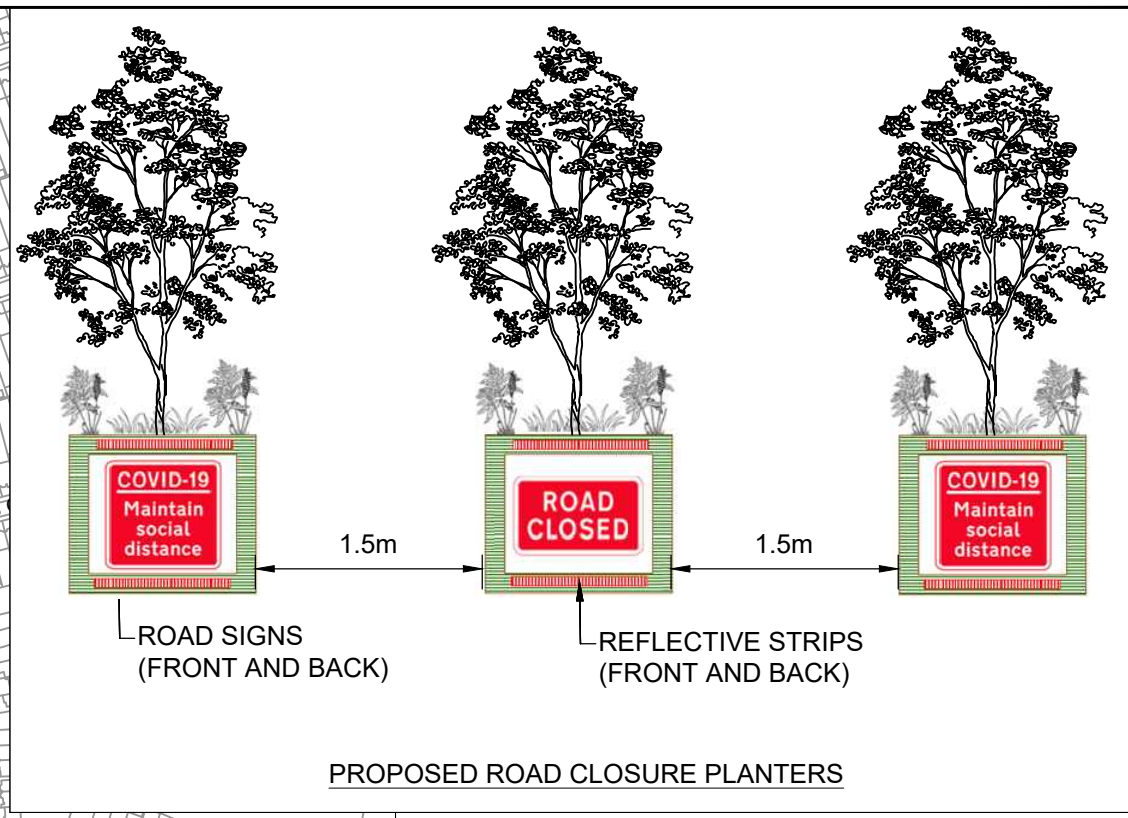 COVID-19
Maintain
social
distance
ROAD
CLOSED
COVID-19
Maintain
social
distance
1.5m
1.5m
ROAD SIGNS
(FRONT AND BACK)
REFLECTIVE STRIPS
(FRONT AND BACK)
PROPOSED ROAD CLOSURE PLANTERS